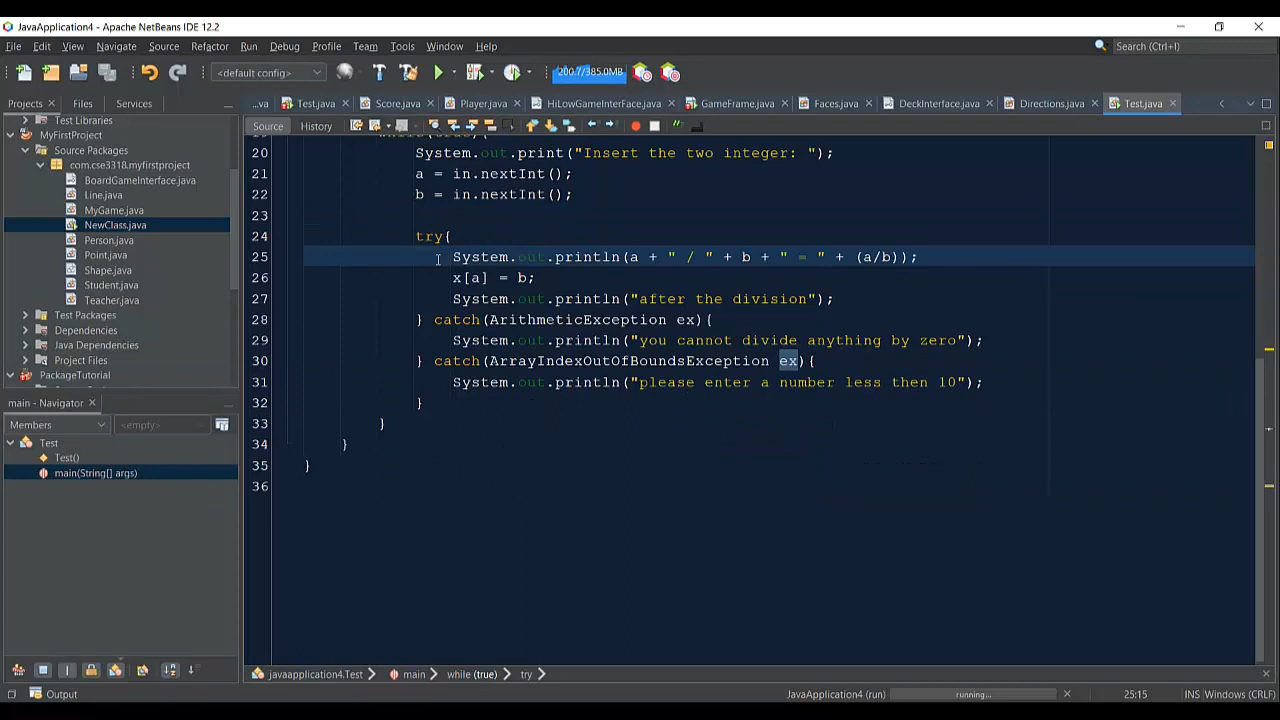 JavaApplication4 - Apache NetBeans IDE 12.2
File Edit View Navigate Source Refactor Run Debug Profile Team Tools Window Help
Search (Ctrl+I)
<default config>
200.7/385.0MB
Projects Files Services
...va Test.java Score.java Player.java HiLowGameInterFace.java GameFrame.java Faces.java DeckInterface.java Directions.java Test.java
Source History
Test Libraries
MyFirstProject
Source Packages
com.cse3318.myfirstproject
BoardGameInterface.java
Line.java
MyGame.java
NewClass.java
Person.java
Point.java
Shape.java
Student.java
Teacher.java
Test Packages
Dependencies
Java Dependencies
Project Files
PackageTutorial
main - Navigator
Members <empty>
Test
Test()
main(String[] args)
20 System.out.print("Insert the two integer: ");
21 a = in.nextInt();
22 b = in.nextInt();
23
24 try{
25 System.out.println(a + " / " + b + " = " + (a/b));
26 x[a] = b;
27 System.out.println("after the division");
28 } catch(ArithmeticException ex){
29 System.out.println("you cannot divide anything by zero");
30 } catch(ArrayIndexOutOfBoundsException ex){
31 System.out.println("please enter a number less then 10");
32 }
33 }
34 }
35 }
36
javaapplication4.Test main while (true) try
Output
JavaApplication4 (run) running... 25:15 INS Windows (CRLF)